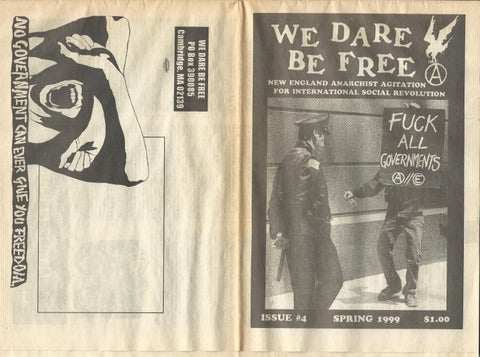 NO GOVERNMENT CAN EVER GIVE YOU FREEDOM
WE DARE BE FREE
PO Box 390085
Cambridge, MA 02139
WE DARE
BE FREE
NEW ENGLAND ANARCHIST AGITATION
FOR INTERNATIONAL SOCIAL REVOLUTION
FUCK
ALL
GOVERNMENTS
ISSUE #4 SPRING 1999 $1.00